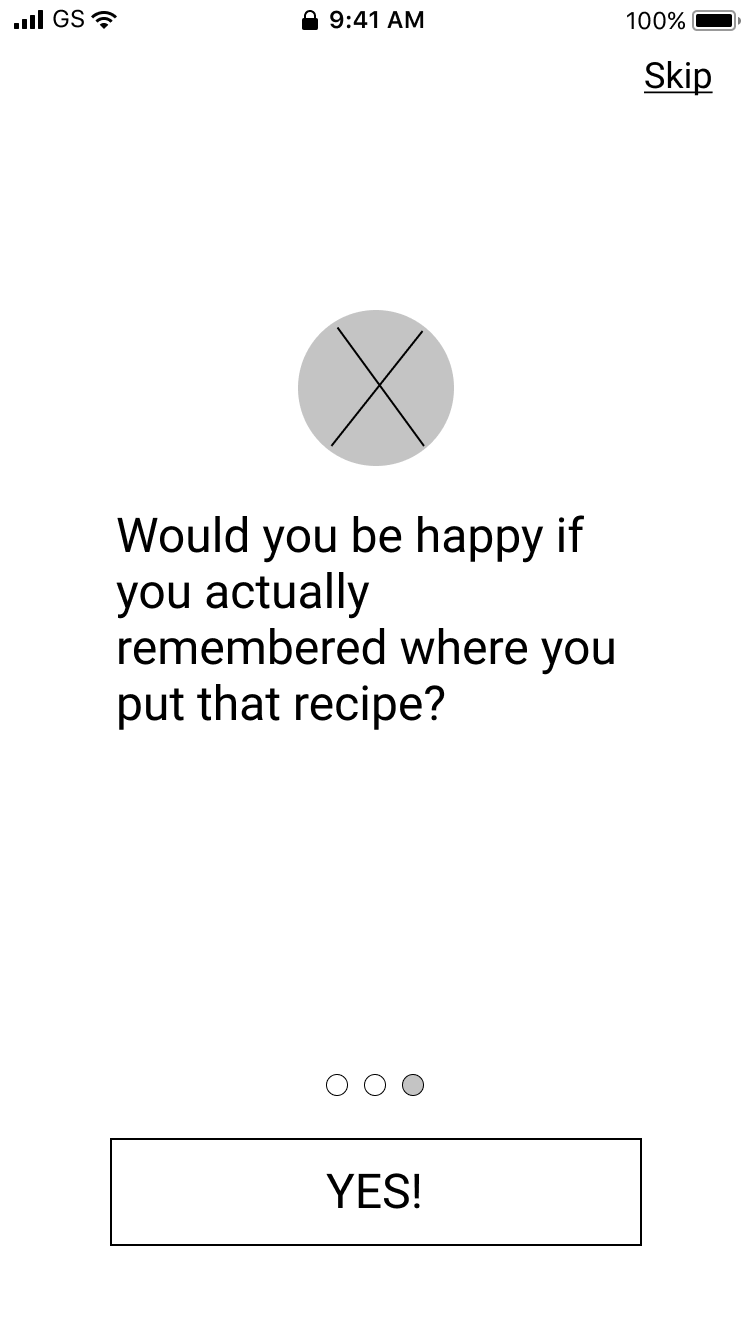 GS 9:41 AM 100%
Skip
Would you be happy if
you actually
remembered where you
put that recipe?
YES!